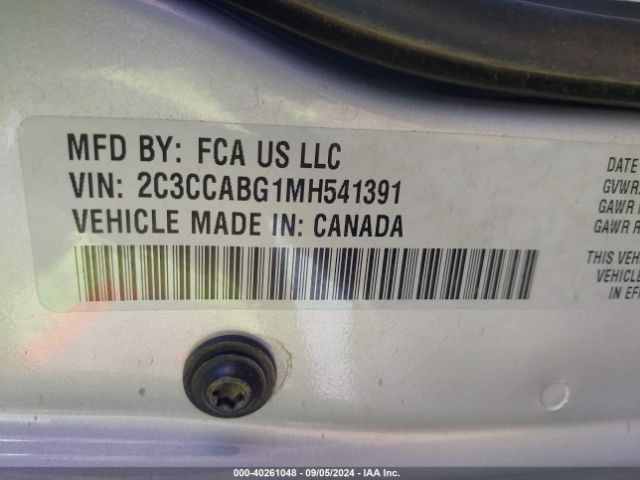 MFD BY: FCA US LLC
VIN: 2C3CCABG1MH541391
VEHICLE MADE IN: CANADA
DATE
GVWR
GAWR
GAWR R
THIS VEH
VEHICLE
IN EF
000-40261048 - 09/05/2024 - IAA Inc.